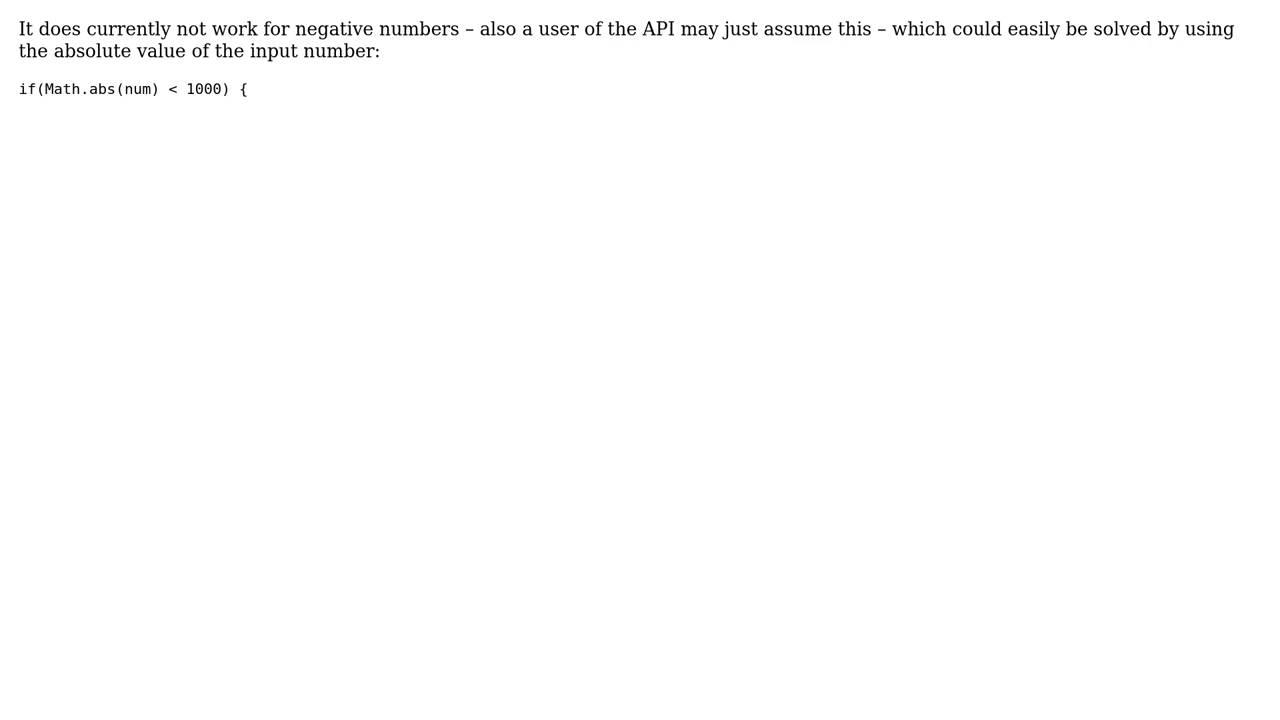 It does currently not work for negative numbers – also a user of the API may just assume this – which could easily be solved by using
the absolute value of the input number:
if(Math.abs(num) < 1000) {